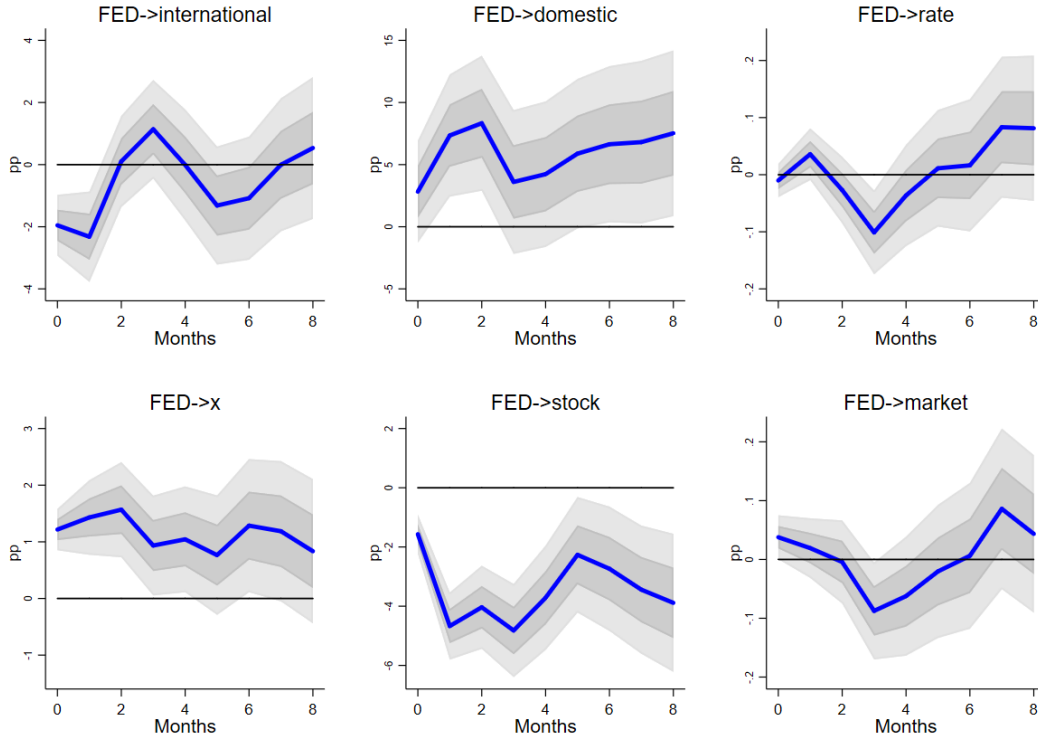 FED->international
FED->domestic
FED->rate
4
2
0
-2
-4
pp
0 2 4 6 8
Months
15
10
5
0
-5
pp
0 2 4 6 8
Months
.2
.1
0
-.1
-.2
pp
0 2 4 6 8
Months
FED->x
FED->stock
FED->market
3
2
1
0
-1
pp
0 2 4 6 8
Months
2
0
-2
-4
-6
pp
0 2 4 6 8
Months
.2
.1
0
-.1
-.2
pp
0 2 4 6 8
Months